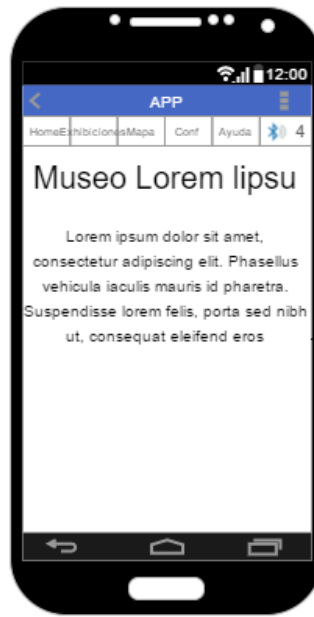 12:00
APP
Home Exhibiciones Mapa Conf Ayuda 4
Museo Lorem lipsu
Lorem ipsum dolor sit amet,
consectetur adipiscing elit. Phasellus
vehicula iaculis mauris id pharetra.
Suspendisse lorem felis, porta sed nibh
ut, consequat eleifend eros